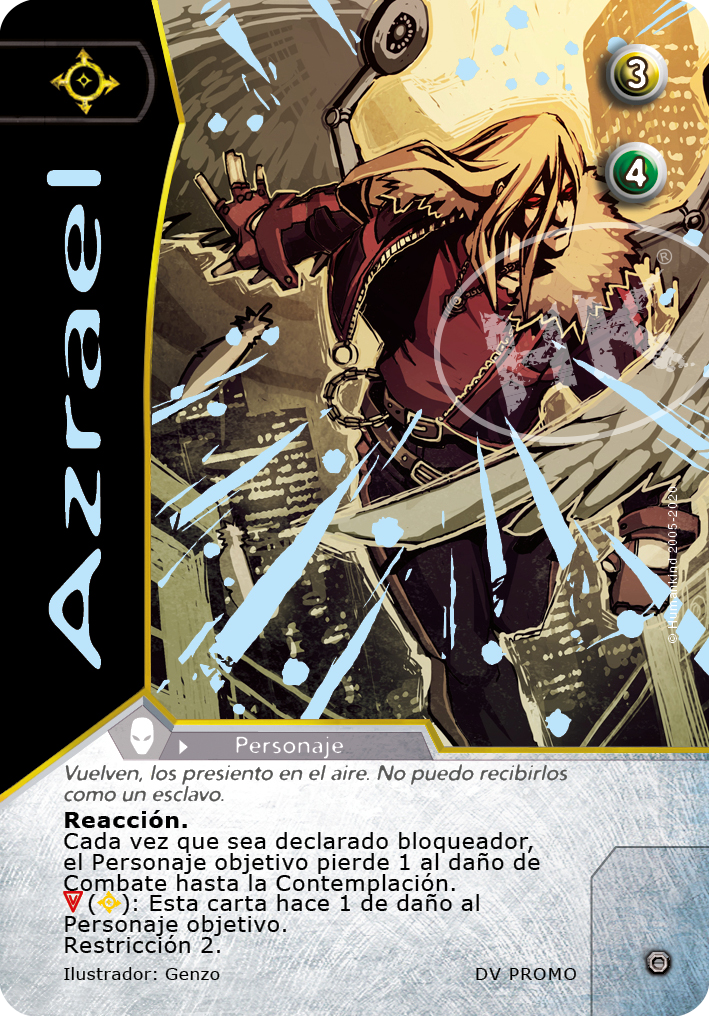 3
4
Azrael
®
© HumanKind 2005-202
Personaje
Vuelven, los presiento en el aire. No puedo recibirlos
como un esclavo.
Reacción.
Cada vez que sea declarado bloqueador,
el Personaje objetivo pierde 1 al daño de
Combate hasta la Contemplación.
( ): Esta carta hace 1 de daño al
Personaje objetivo.
Restricción 2.
Ilustrador: Genzo
DV PROMO